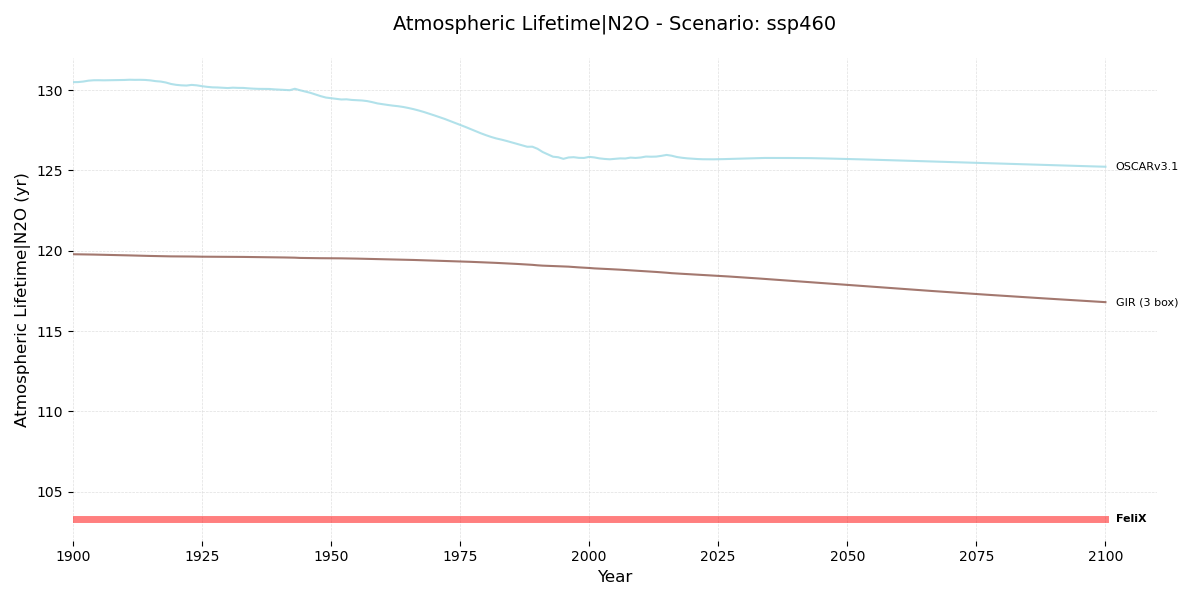 Atmospheric Lifetime|N2O - Scenario: ssp460
Atmospheric Lifetime|N2O (yr)
130
125
120
115
110
105
OSCARv3.1
GIR (3 box)
FeliX
1900
1925
1950
1975
2000
2025
2050
2075
2100
Year